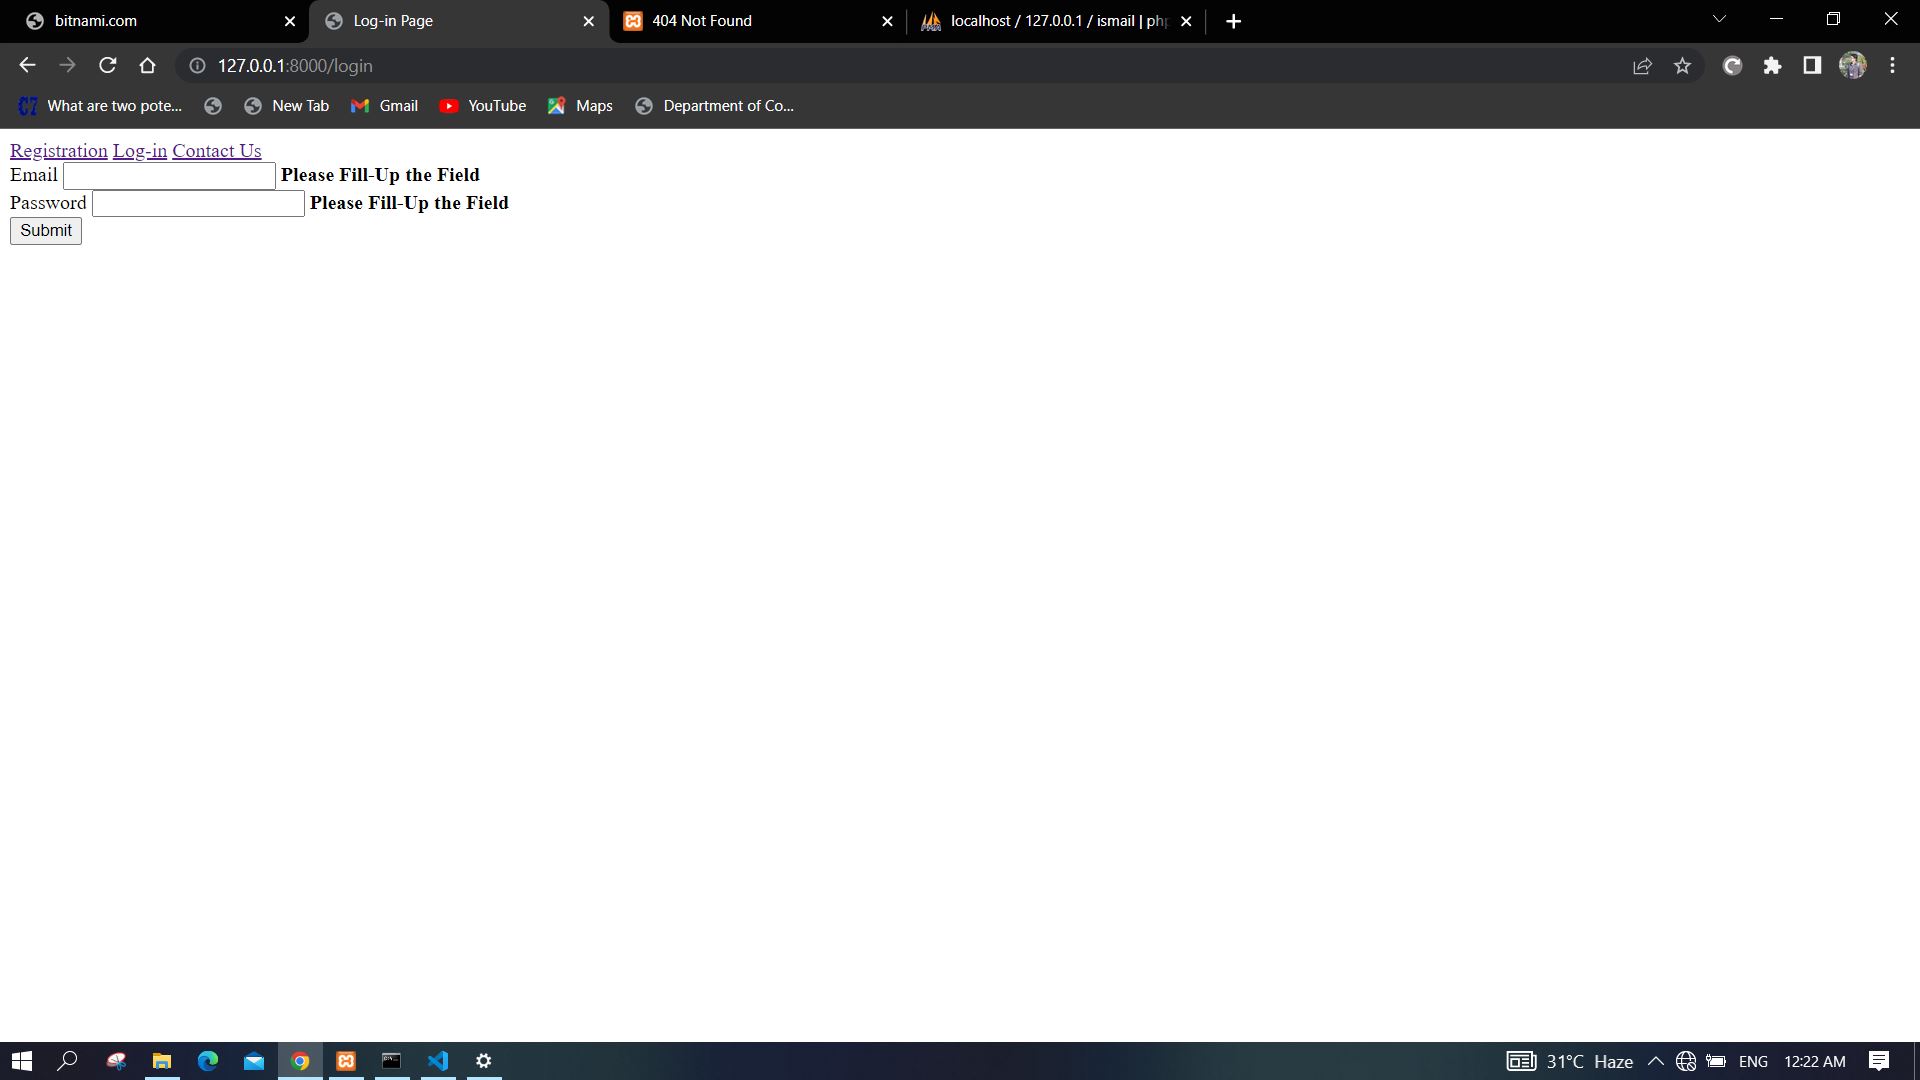 bitnami.com
Log-in Page
404 Not Found
localhost / 127.0.0.1 / ismail | php
127.0.0.1:8000/login
What are two pote...
New Tab
Gmail
YouTube
Maps
Department of Co...
Registration Log-in Contact Us
Email Please Fill-Up the Field
Password Please Fill-Up the Field
Submit
31°C Haze
ENG
12:22 AM